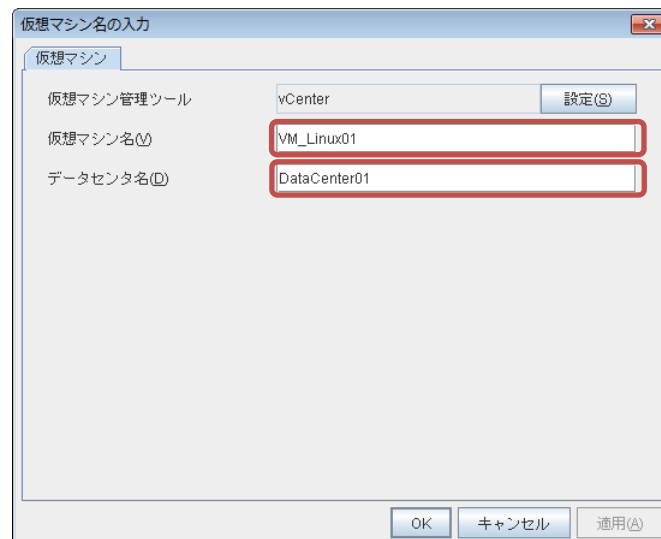 仮想マシン名の入力
仮想マシン
仮想マシン管理ツール vCenter 設定(S)
仮想マシン名(V) VM_Linux01
データセンタ名(D) DataCenter01
OK キャンセル 適用(A)